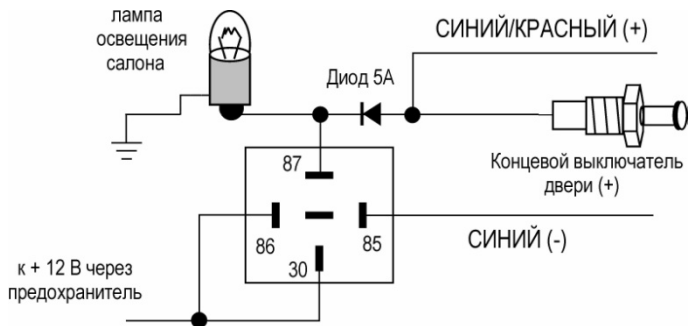 лампа
освещения
салона
СИНИЙ/КРАСНЫЙ (+)
Диод 5А
Концевой выключатель
двери (+)
87
86
85
30
СИНИЙ (-)
к + 12 В через
предохранитель